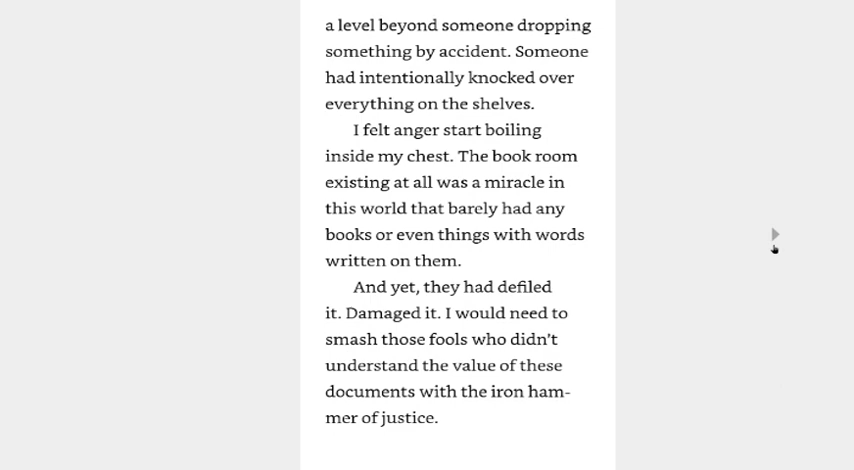 a level beyond someone dropping
something by accident. Someone
had intentionally knocked over
everything on the shelves.
I felt anger start boiling
inside my chest. The book room
existing at all was a miracle in
this world that barely had any
books or even things with words
written on them.
And yet, they had defiled
it. Damaged it. I would need to
smash those fools who didn't
understand the value of these
documents with the iron ham-
mer of justice.